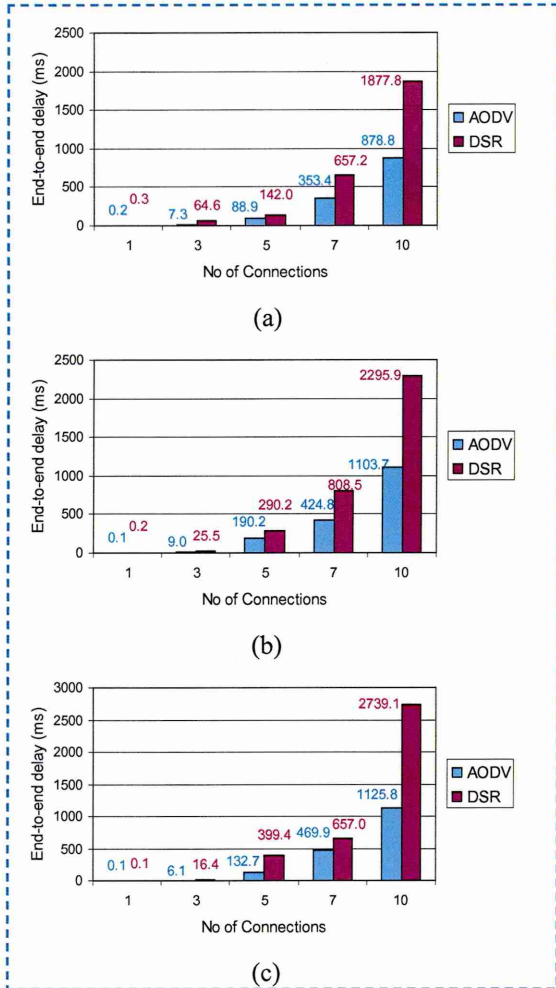 2500
2000
1500
1000
500
0
End-to-end delay (ms)
0.2 0.3
7.3 64.6
88.9 142.0
353.4 657.2
878.8 1877.8
1 3 5 7 10
No of Connections
AODV
DSR
(a)
2500
2000
1500
1000
500
0
End-to-end delay (ms)
0.1 0.2
9.0 25.5
190.2 290.2
424.8 808.5
1103.7 2295.9
1 3 5 7 10
No of Connections
AODV
DSR
(b)
3000
2500
2000
1500
1000
500
0
End-to-end delay (ms)
0.1 0.1
6.1 16.4
132.7 399.4
469.9 657.0
1125.8 2739.1
1 3 5 7 10
No of Connections
AODV
DSR
(c)